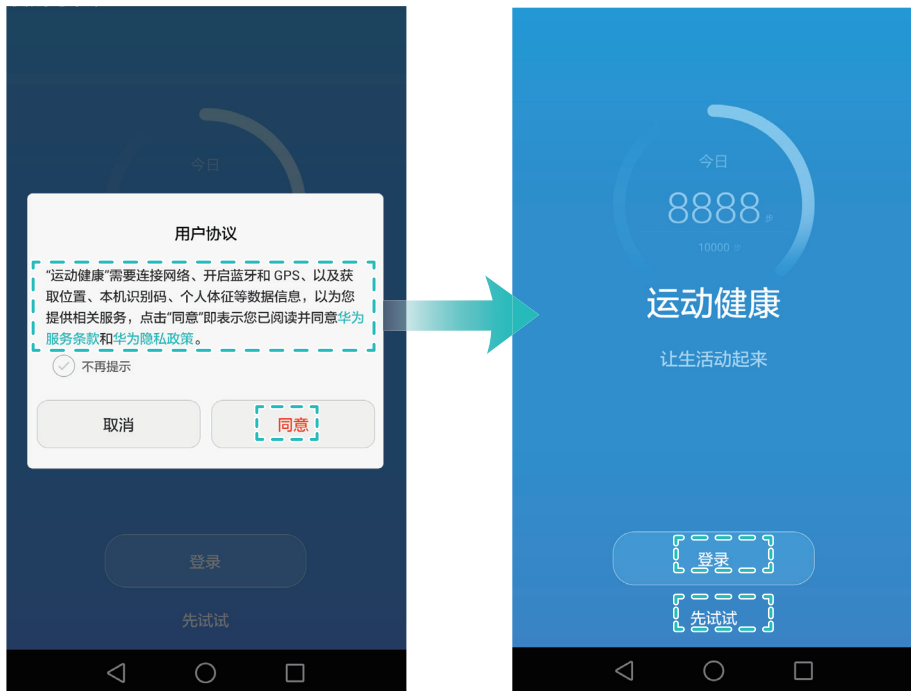 今日
用户协议
“运动健康”需要连接网络、开启蓝牙和 GPS、以及获
取位置、本机识别码、个人体征等数据信息，以为您
提供相关服务，点击“同意”即表示您已阅读并同意华为
服务条款和华为隐私政策。
不再提示
取消
同意
登录
先试试
今日
8888 步
10000 步
运动健康
让生活动起来
登录
先试试